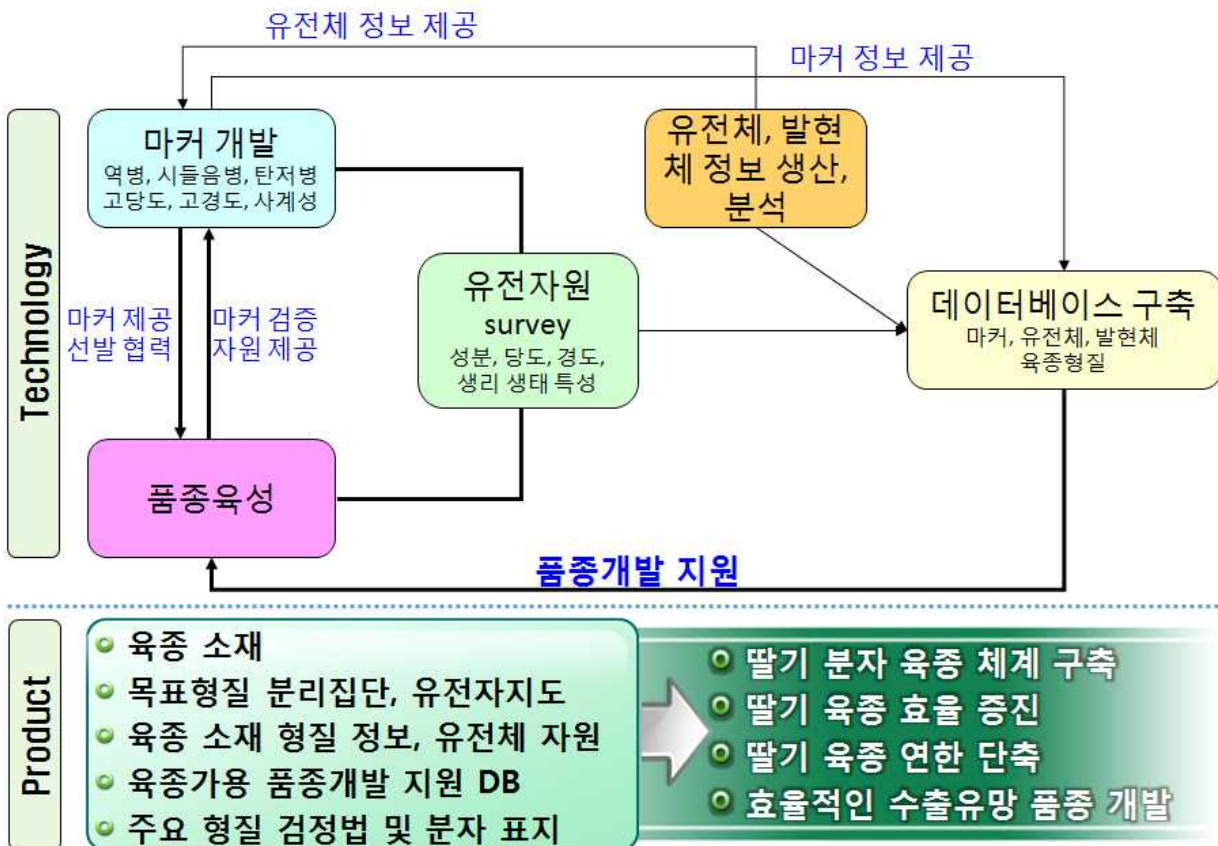 유전체 정보 제공
마커 정보 제공
Technology
마커 개발
역병, 시들음병, 탄저병
고당도, 고경도, 사계성
유전체, 발현
체 정보 생산,
분석
유전자원
survey
성분, 당도, 경도,
생리 생태 특성
데이터베이스 구축
마커, 유전체, 발현체
육종형질
마커 제공
선발 협력
마커 검증
자원 제공
품종육성
품종개발 지원
Product
육종 소재
목표형질 분리집단, 유전자지도
육종 소재 형질 정보, 유전체 자원
육종가용 품종개발 지원 DB
주요 형질 검정법 및 분자 표지
딸기 분자 육종 체계 구축
딸기 육종 효율 증진
딸기 육종 연한 단축
효율적인 수출유망 품종 개발